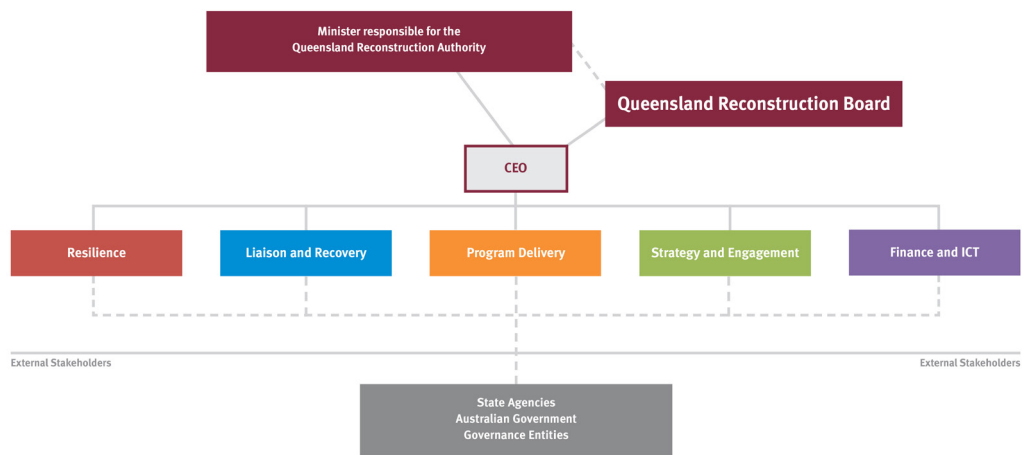 Minister responsible for the
Queensland Reconstruction Authority
Queensland Reconstruction Board
CEO
Resilience
Liaison and Recovery
Program Delivery
Strategy and Engagement
Finance and ICT
External Stakeholders
External Stakeholders
State Agencies
Australian Government
Governance Entities